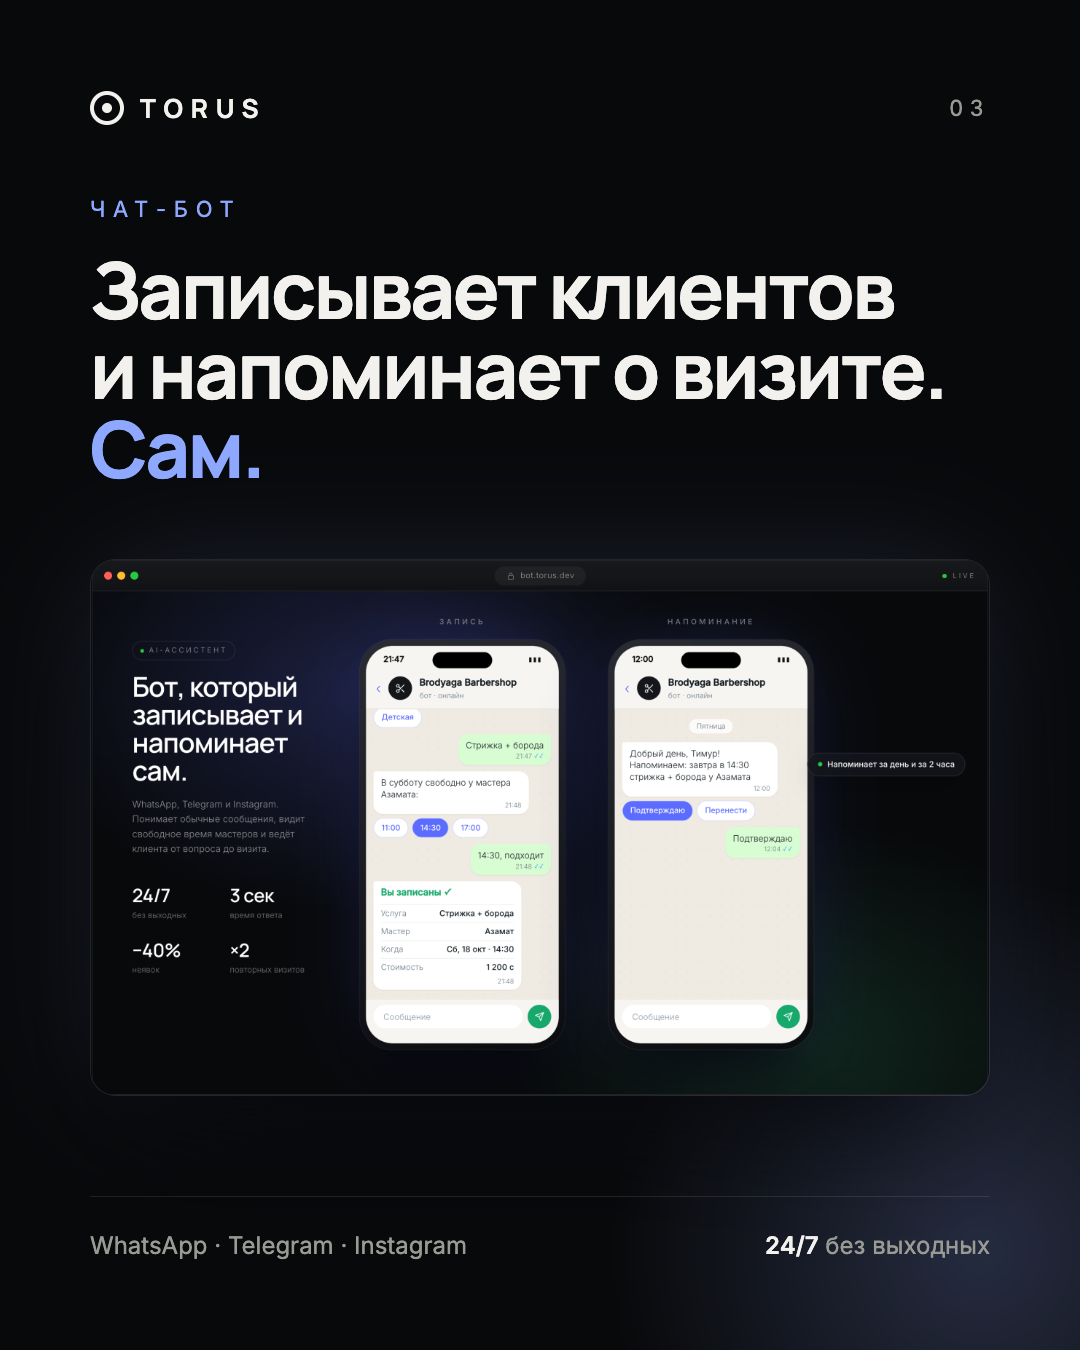 TORUS
03
ЧАТ-БОТ
Записывает клиентов
и напоминает о визите.
Сам.
bot.torus.dev
LIVE
AI-АССИСТЕНТ
Бот, который
записывает и
напоминает
сам.
WhatsApp, Telegram и Instagram.
Понимает обычные сообщения, видит
свободное время мастеров и ведёт
клиента от вопроса до визита.
24/7
без выходных
3 сек
время ответа
−40%
неявок
×2
повторных визитов
ЗАПИСЬ
21:47
Brodyaga Barbershop
бот · онлайн
Детская
Стрижка + борода
21:47 ✓✓
В субботу свободно у мастера
Азамата:
21:48
11:00 14:30 17:00
14:30, подходит
21:48 ✓✓
Вы записаны ✓
Услуга Стрижка + борода
Мастер Азамат
Когда Сб, 18 окт · 14:30
Стоимость 1 200 с
21:48
Сообщение
НАПОМИНАНИЕ
12:00
Brodyaga Barbershop
бот · онлайн
Пятница
Добрый день, Тимур!
Напоминаем: завтра в 14:30
стрижка + борода у Азамата
12:00
Подтверждаю Перенести
Подтверждаю
12:04 ✓✓
Сообщение
Напоминает за день и за 2 часа
WhatsApp · Telegram · Instagram
24/7 без выходных